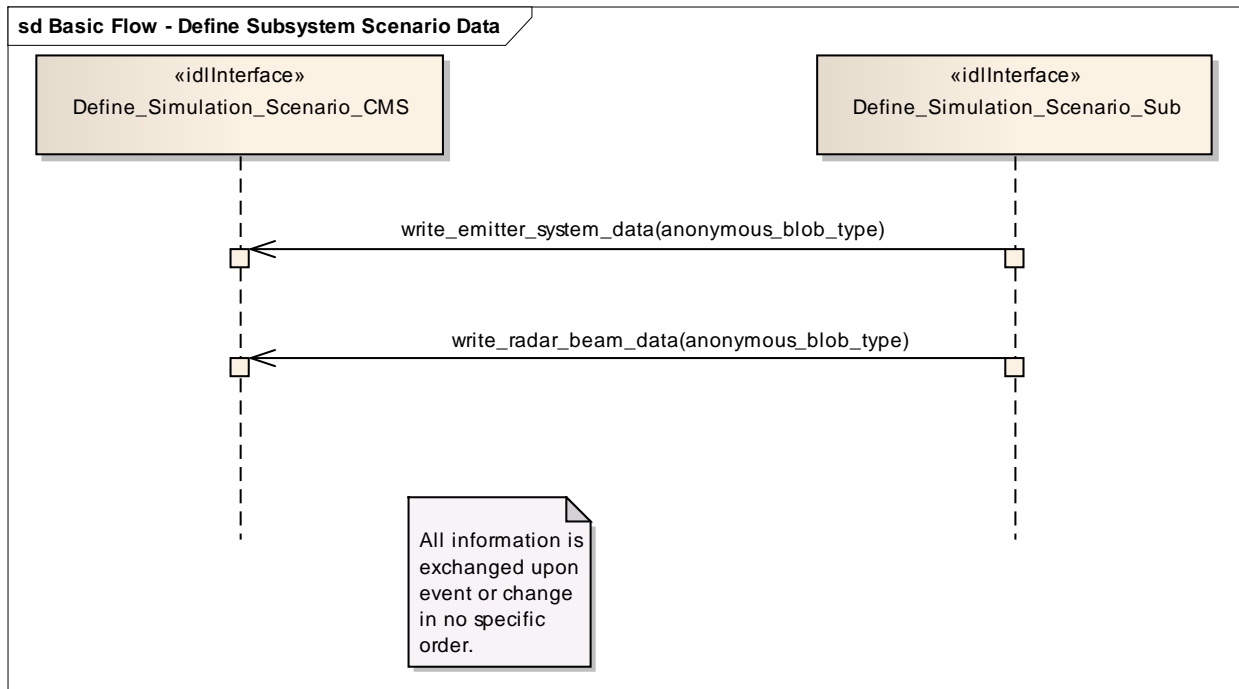 sd Basic Flow - Define Subsystem Scenario Data
«idlInterface»
Define_Simulation_Scenario_CMS
«idlInterface»
Define_Simulation_Scenario_Sub
write_emitter_system_data(anonymous_blob_type)
write_radar_beam_data(anonymous_blob_type)
All information is
exchanged upon
event or change
in no specific
order.